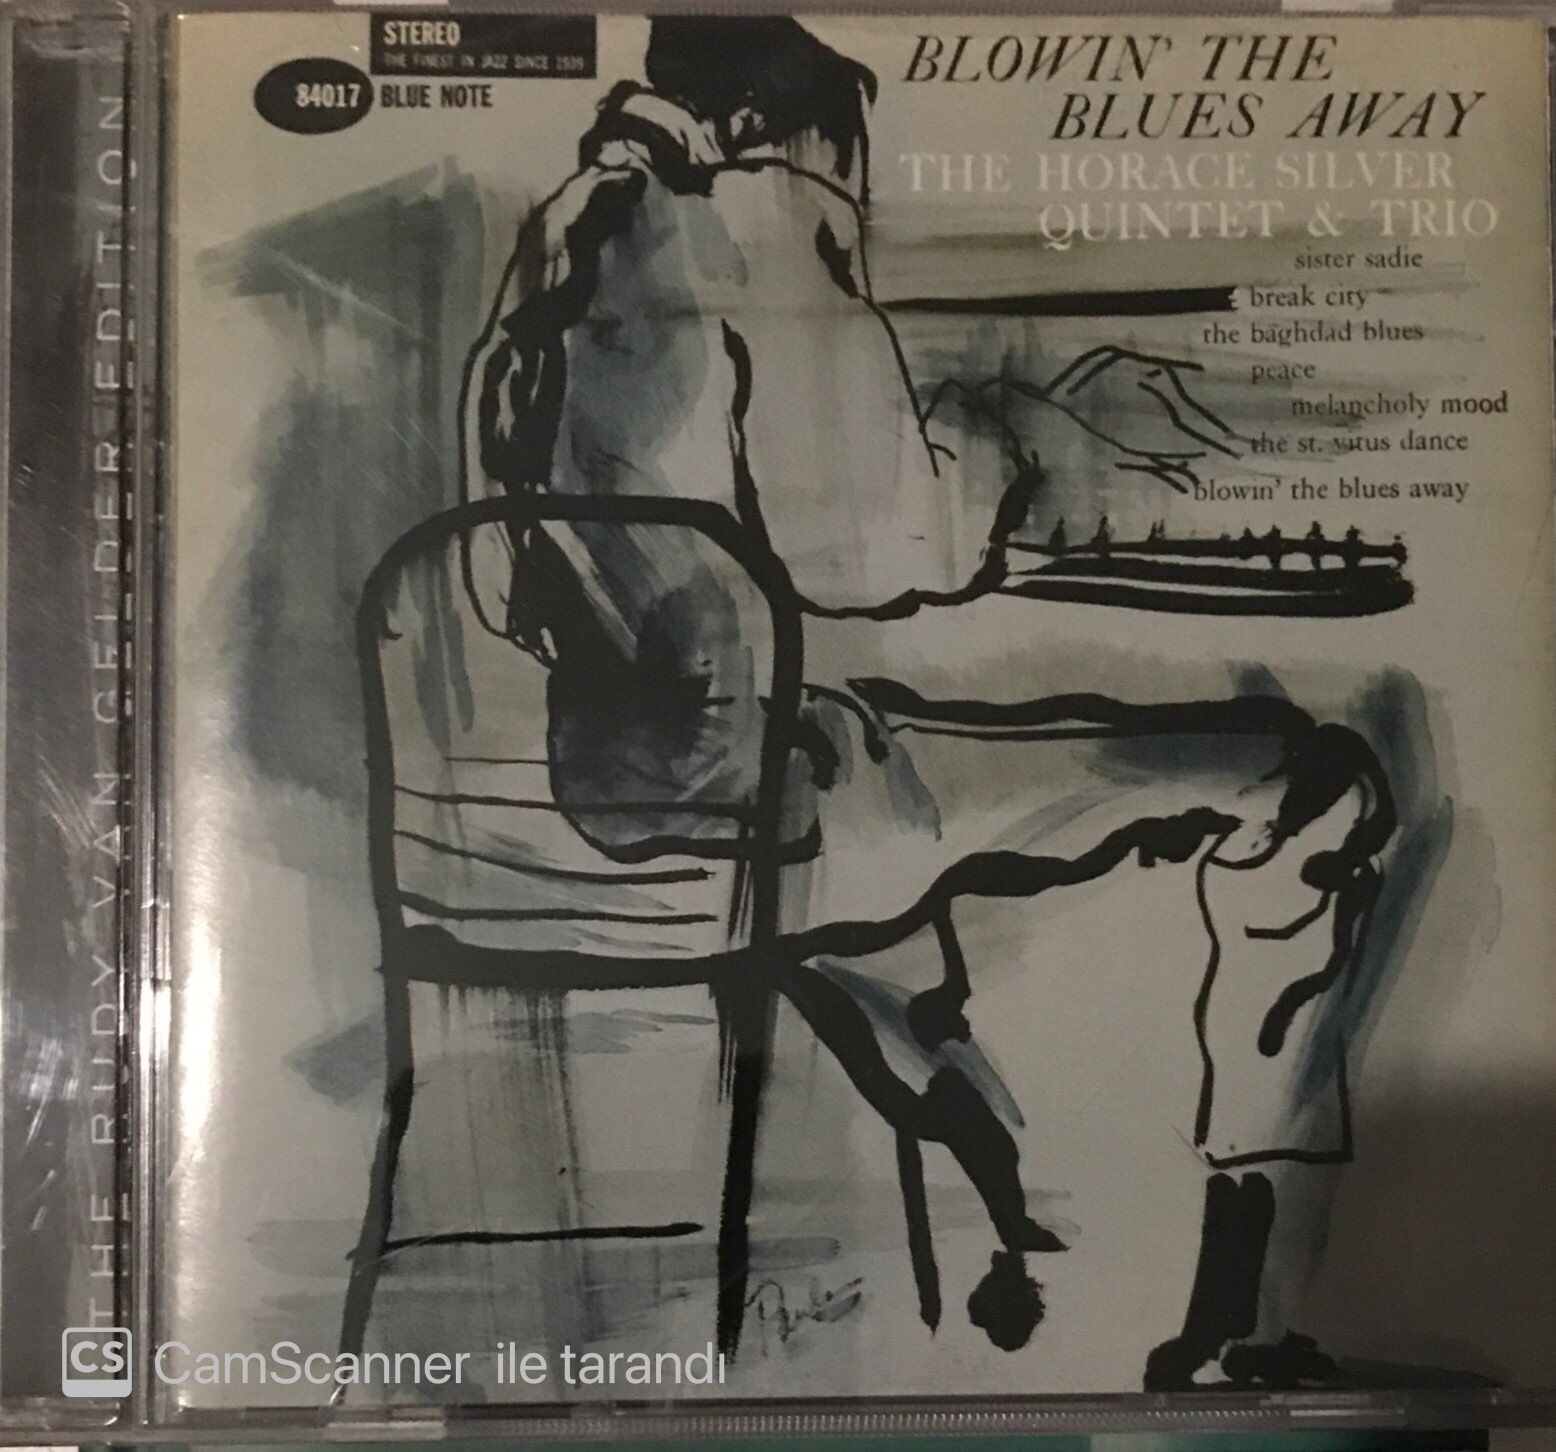 STEREO
THE FINEST IN JAZZ SINCE 1939
84017 BLUE NOTE
BLOWIN' THE
BLUES AWAY
THE HORACE SILVER
QUINTET & TRIO
sister sadie
break city
the baghdad blues
peace
melancholy mood
the st. vitus dance
blowin' the blues away
THE RUDY VAN GELDER EDITION
CS CamScanner ile tarandı